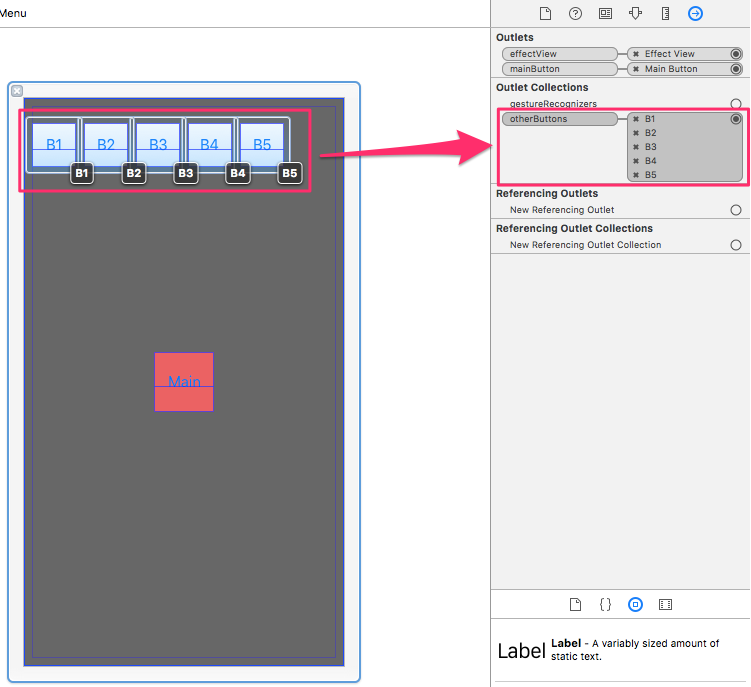 Menu
B1 B2 B3 B4 B5
B1 B2 B3 B4 B5
Main
Outlets
effectView Effect View
mainButton Main Button
Outlet Collections
gestureRecognizers
otherButtons B1
B2
B3
B4
B5
Referencing Outlets
New Referencing Outlet
Referencing Outlet Collections
New Referencing Outlet Collection
Label
Label - A variably sized amount of
static text.